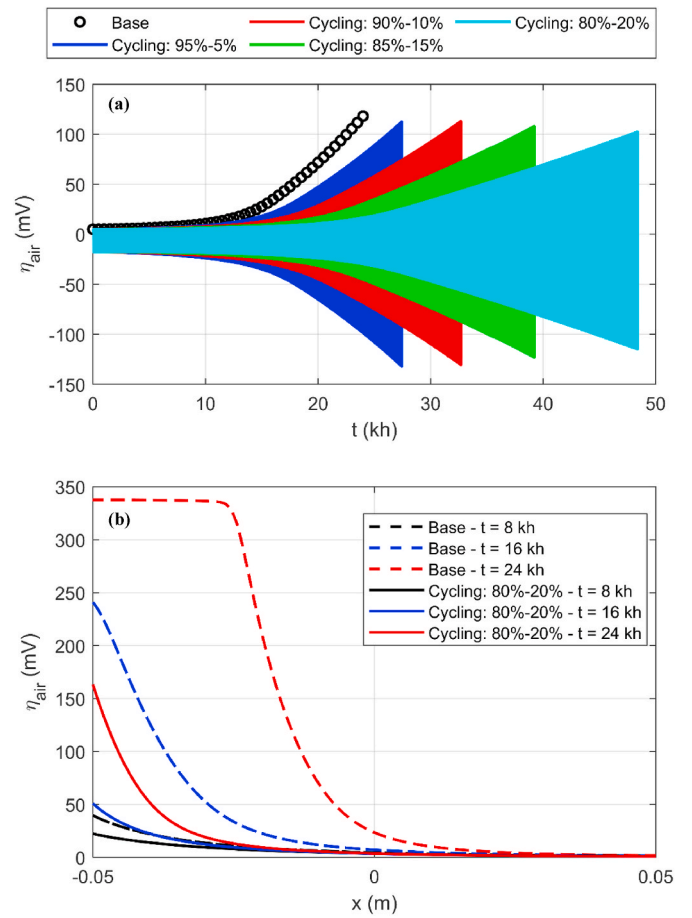 Base Cycling: 90%-10% Cycling: 80%-20%
Cycling: 95%-5% Cycling: 85%-15%
(a)
150
100
50
0
-50
-100
-150
η_air (mV)
0 10 20 30 40 50
t (kh)
(b)
350
300
250
200
150
100
50
0
η_air (mV)
Base - t = 8 kh
Base - t = 16 kh
Base - t = 24 kh
Cycling: 80%-20% - t = 8 kh
Cycling: 80%-20% - t = 16 kh
Cycling: 80%-20% - t = 24 kh
-0.05 0 0.05
x (m)